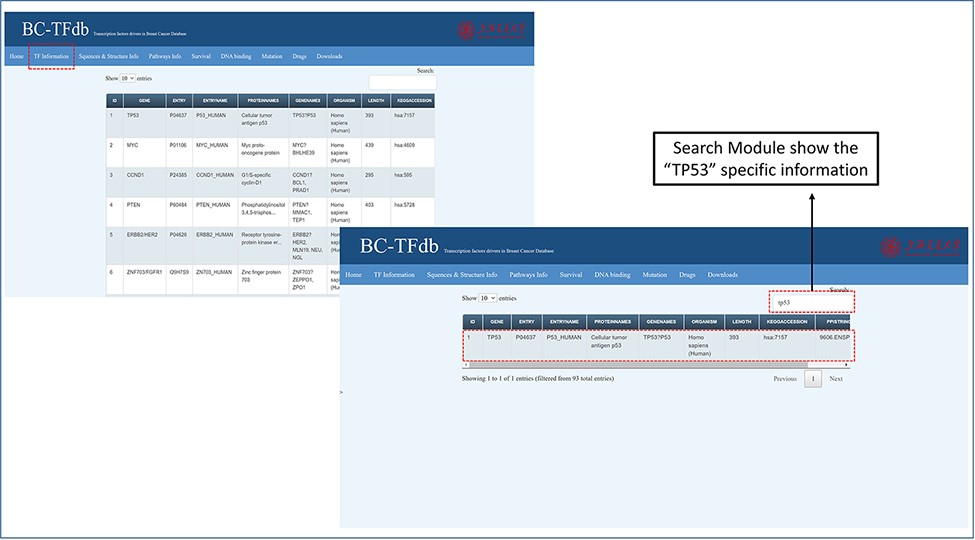 BC-TFdb Transcription factors drivers in Breast Cancer Database
Home TF Information Squences & Structure Info Pathways Info Survival DNA binding Mutation Drugs Downloads
Show 10 entries
Search:
ID GENE ENTRY ENTRYNAME PROTEINNAMES GENENAMES ORGANISM LENGTH KEGGACCESSION
1 TP53 P04637 P53_HUMAN Cellular tumor TP53?P53 Homo 393 hsa:7157
antigen p53 sapiens
(Human)
2 MYC P01106 MYC_HUMAN Myc proto- MYC? Homo 439 hsa:4609
oncogene protein BHLHE39 sapiens
(Human)
3 CCND1 P24385 CCND1_HUMAN G1/S-specific CCND1? Homo 295 hsa:595
cyclin-D1 BCL1, sapiens
PRAD1 (Human)
4 PTEN P60484 PTEN_HUMAN Phosphatidylinositol PTEN? Homo 403 hsa:5728
3,4,5-trisphos... MMAC1, sapiens
TEP1 (Human)
5 ERBB2/HER2 P04626 ERBB2_HUMAN Receptor tyrosine- ERBB2?
protein kinase er... HER2,
MLN19, NEU,
NGL
6 ZNF703/FGFR1 Q9H7S9 ZN703_HUMAN Zinc finger protein ZNF703?
703 ZEPPO1,
ZPO1
Search Module show the
“TP53” specific information
BC-TFdb Transcription factors drivers in Breast Cancer Database
Home TF Information Squences & Structure Info Pathways Info Survival DNA binding Mutation Drugs Downloads
Search:
Show 10 entries
tp53
ID GENE ENTRY ENTRYNAME PROTEINNAMES GENENAMES ORGANISM LENGTH KEGGACCESSION PPISTRING
1 TP53 P04637 P53_HUMAN Cellular tumor TP53?P53 Homo 393 hsa:7157 9606.ENSP
antigen p53 sapiens
(Human)
Showing 1 to 1 of 1 entries (filtered from 93 total entries)
Previous 1 Next
>